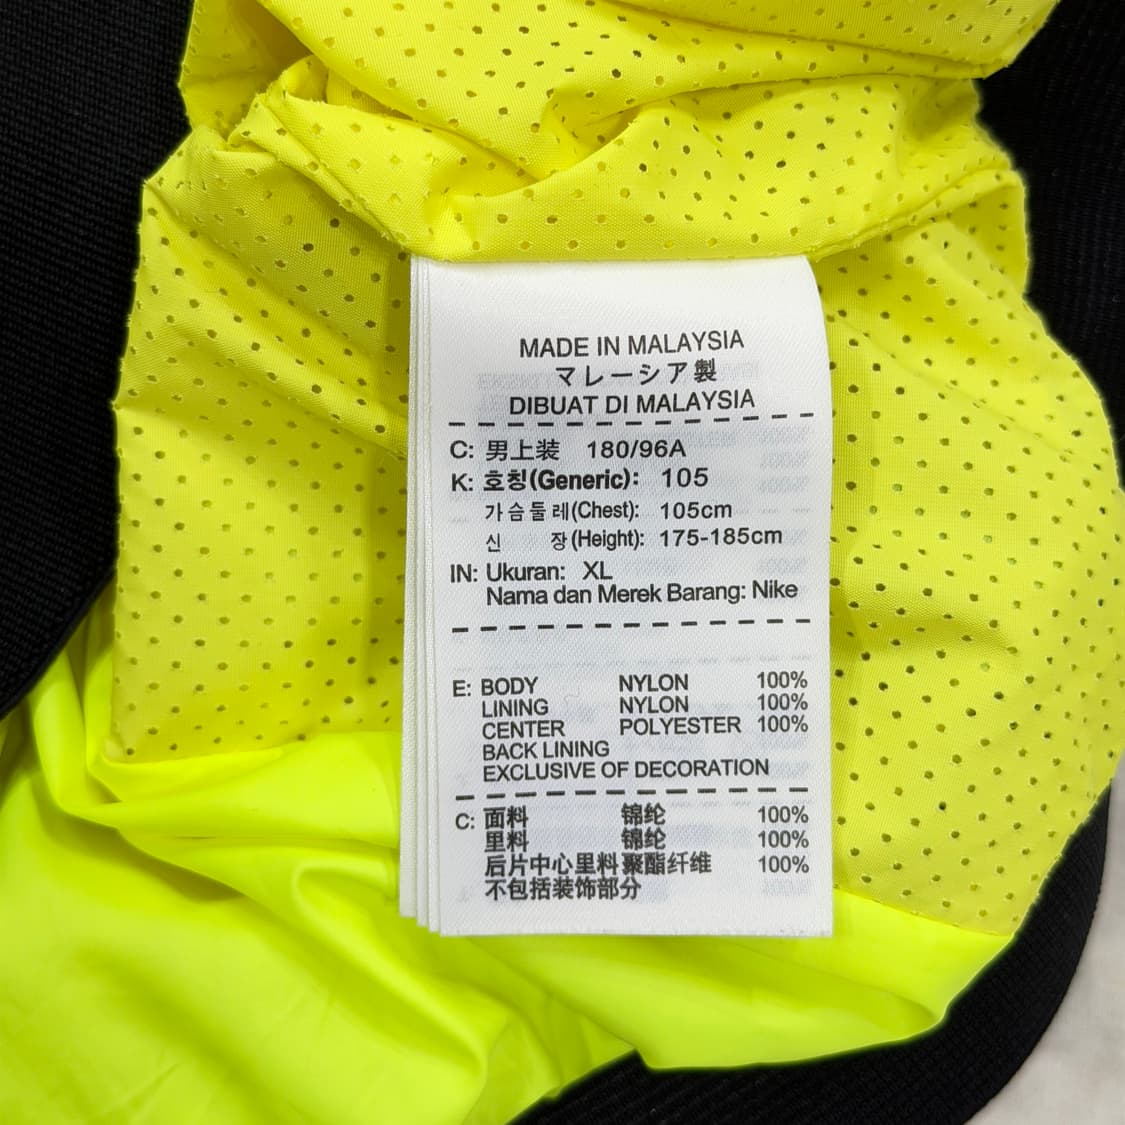 MADE IN MALAYSIA
マレーシア製
DIBUAT DI MALAYSIA
C: 男上装 180/96A
K: 호칭(Generic): 105
가슴둘레(Chest): 105cm
신 장(Height): 175-185cm
IN: Ukuran: XL
Nama dan Merek Barang: Nike
E: BODY NYLON 100%
LINING NYLON 100%
CENTER POLYESTER 100%
BACK LINING
EXCLUSIVE OF DECORATION
C: 面料 锦纶 100%
里料 锦纶 100%
后片中心里料 聚酯纤维 100%
不包括装饰部分